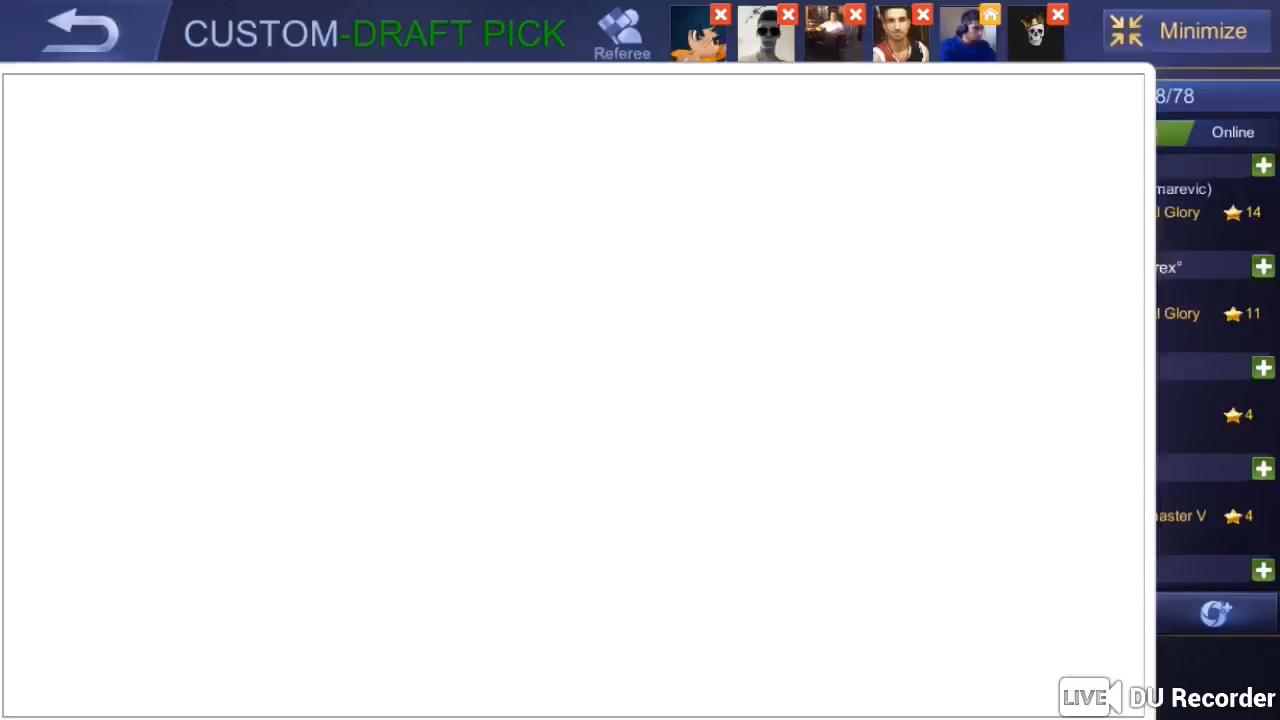 CUSTOM-DRAFT PICK
Referee
Minimize
8/78
Online
marevic)
l Glory
14
rex°
l Glory
11
4
aster V
4
LIVE
DU Recorder